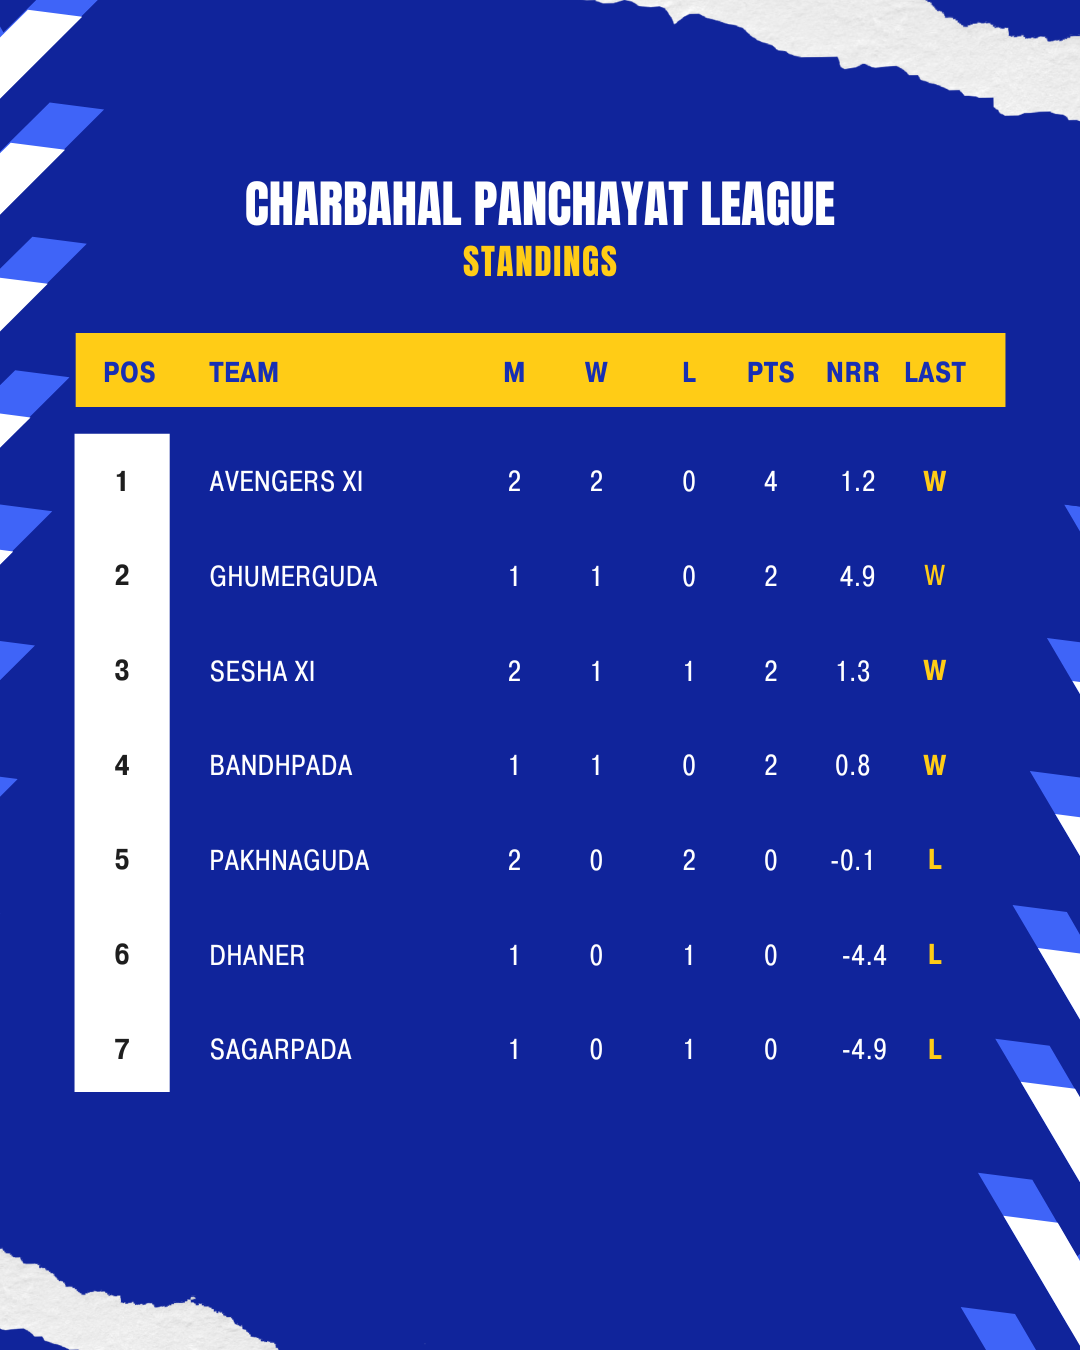 CHARBAHAL PANCHAYAT LEAGUE
STANDINGS
POS TEAM M W L PTS NRR LAST
1 AVENGERS XI 2 2 0 4 1.2 W
2 GHUMERGUDA 1 1 0 2 4.9 W
3 SESHA XI 2 1 1 2 1.3 W
4 BANDHPADA 1 1 0 2 0.8 W
5 PAKHNAGUDA 2 0 2 0 -0.1 L
6 DHANER 1 0 1 0 -4.4 L
7 SAGARPADA 1 0 1 0 -4.9 L